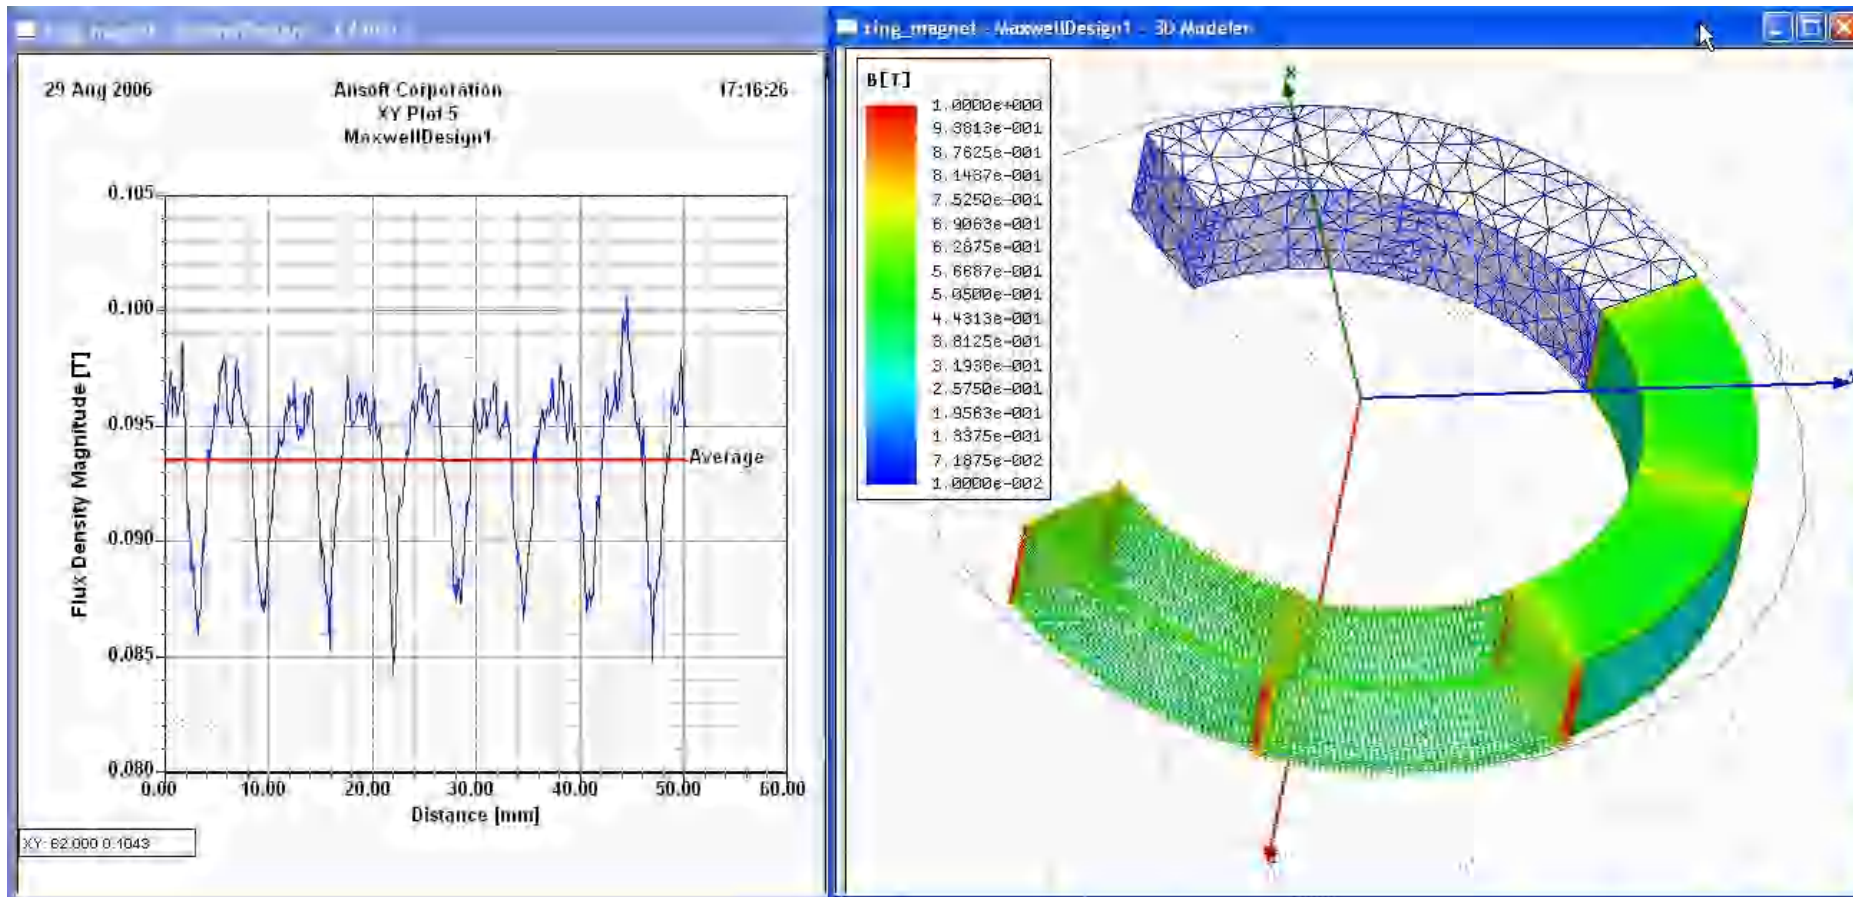 ring_magnet - MaxwellDesign1 - 3D Modeler
29 Aug 2006
Ansoft Corporation
17:16:26
XY Plot 5
MaxwellDesign1
0.105
0.100
0.095
0.090
0.085
0.080
Flux Density Magnitude [T]
Average
0.00
10.00
20.00
30.00
40.00
50.00
60.00
Distance [mm]
XY: 62.000 0.1043
B[T]
1.0000e+000
9.3813e-001
8.7625e-001
8.1437e-001
7.5250e-001
6.9063e-001
6.2875e-001
5.6687e-001
5.0500e-001
4.4313e-001
3.8125e-001
3.1938e-001
2.5750e-001
1.9563e-001
1.3375e-001
7.1875e-002
1.0000e-002